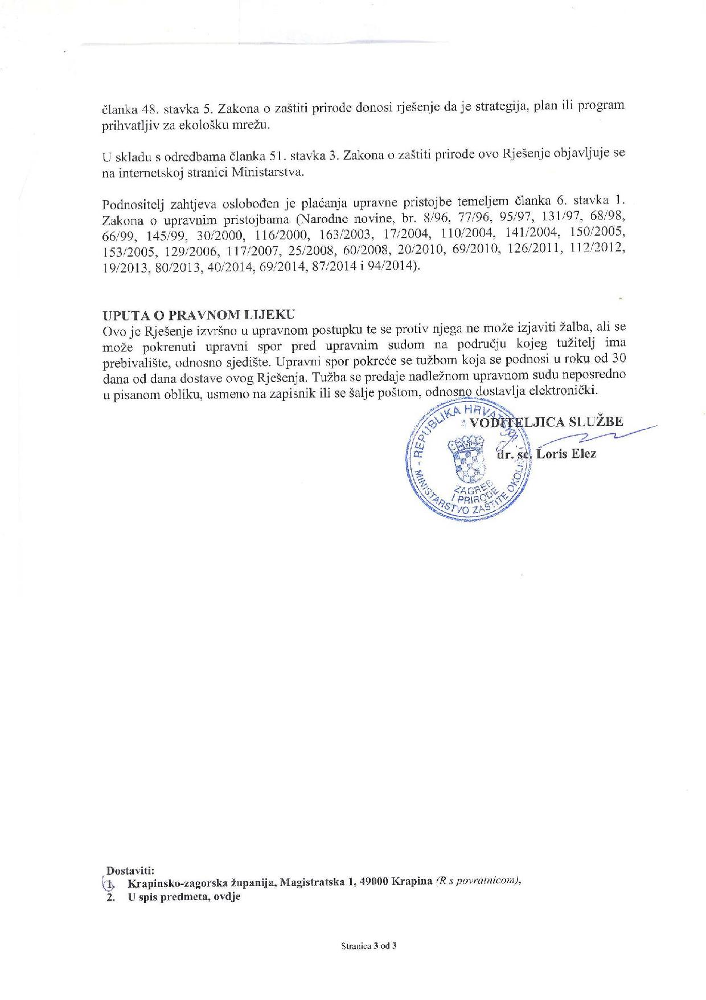 članka 48. stavka 5. Zakona o zaštiti prirode donosi rješenje da je strategija, plan ili program
prihvatljiv za ekološku mrežu.
U skladu s odredbama članka 51. stavka 3. Zakona o zaštiti prirode ovo Rješenje objavljuje se
na internetskoj stranici Ministarstva.
Podnositelj zahtjeva oslobođen je plaćanja upravne pristojbe temeljem članka 6. stavka 1.
Zakona o upravnim pristojbama (Narodne novine, br. 8/96, 77/96, 95/97, 131/97, 68/98,
66/99, 145/99, 30/2000, 116/2000, 163/2003, 17/2004, 110/2004, 141/2004, 150/2005,
153/2005, 129/2006, 117/2007, 25/2008, 60/2008, 20/2010, 69/2010, 126/2011, 112/2012,
19/2013, 80/2013, 40/2014, 69/2014, 87/2014 i 94/2014).
UPUTA O PRAVNOM LIJEKU
Ovo je Rješenje izvršno u upravnom postupku te se protiv njega ne može izjaviti žalba, ali se
može pokrenuti upravni spor pred upravnim sudom na području kojeg tužitelj ima
prebivalište, odnosno sjedište. Upravni spor pokreće se tužbom koja se podnosi u roku od 30
dana od dana dostave ovog Rješenja. Tužba se predaje nadležnom upravnom sudu neposredno
u pisanom obliku, usmeno na zapisnik ili se šalje poštom, odnosno dostavlja elektronički.
VODITELJICA SLUŽBE
dr. sc. Loris Elez
REPUBLIKA HRVATSKA
MINISTARSTVO ZAŠTITE OKOLIŠA
I PRIRODE
ZAGREB
Dostaviti:
1. Krapinsko-zagorska županija, Magistratska 1, 49000 Krapina (R s povratnicom),
2. U spis predmeta, ovdje
Stranica 3 od 3